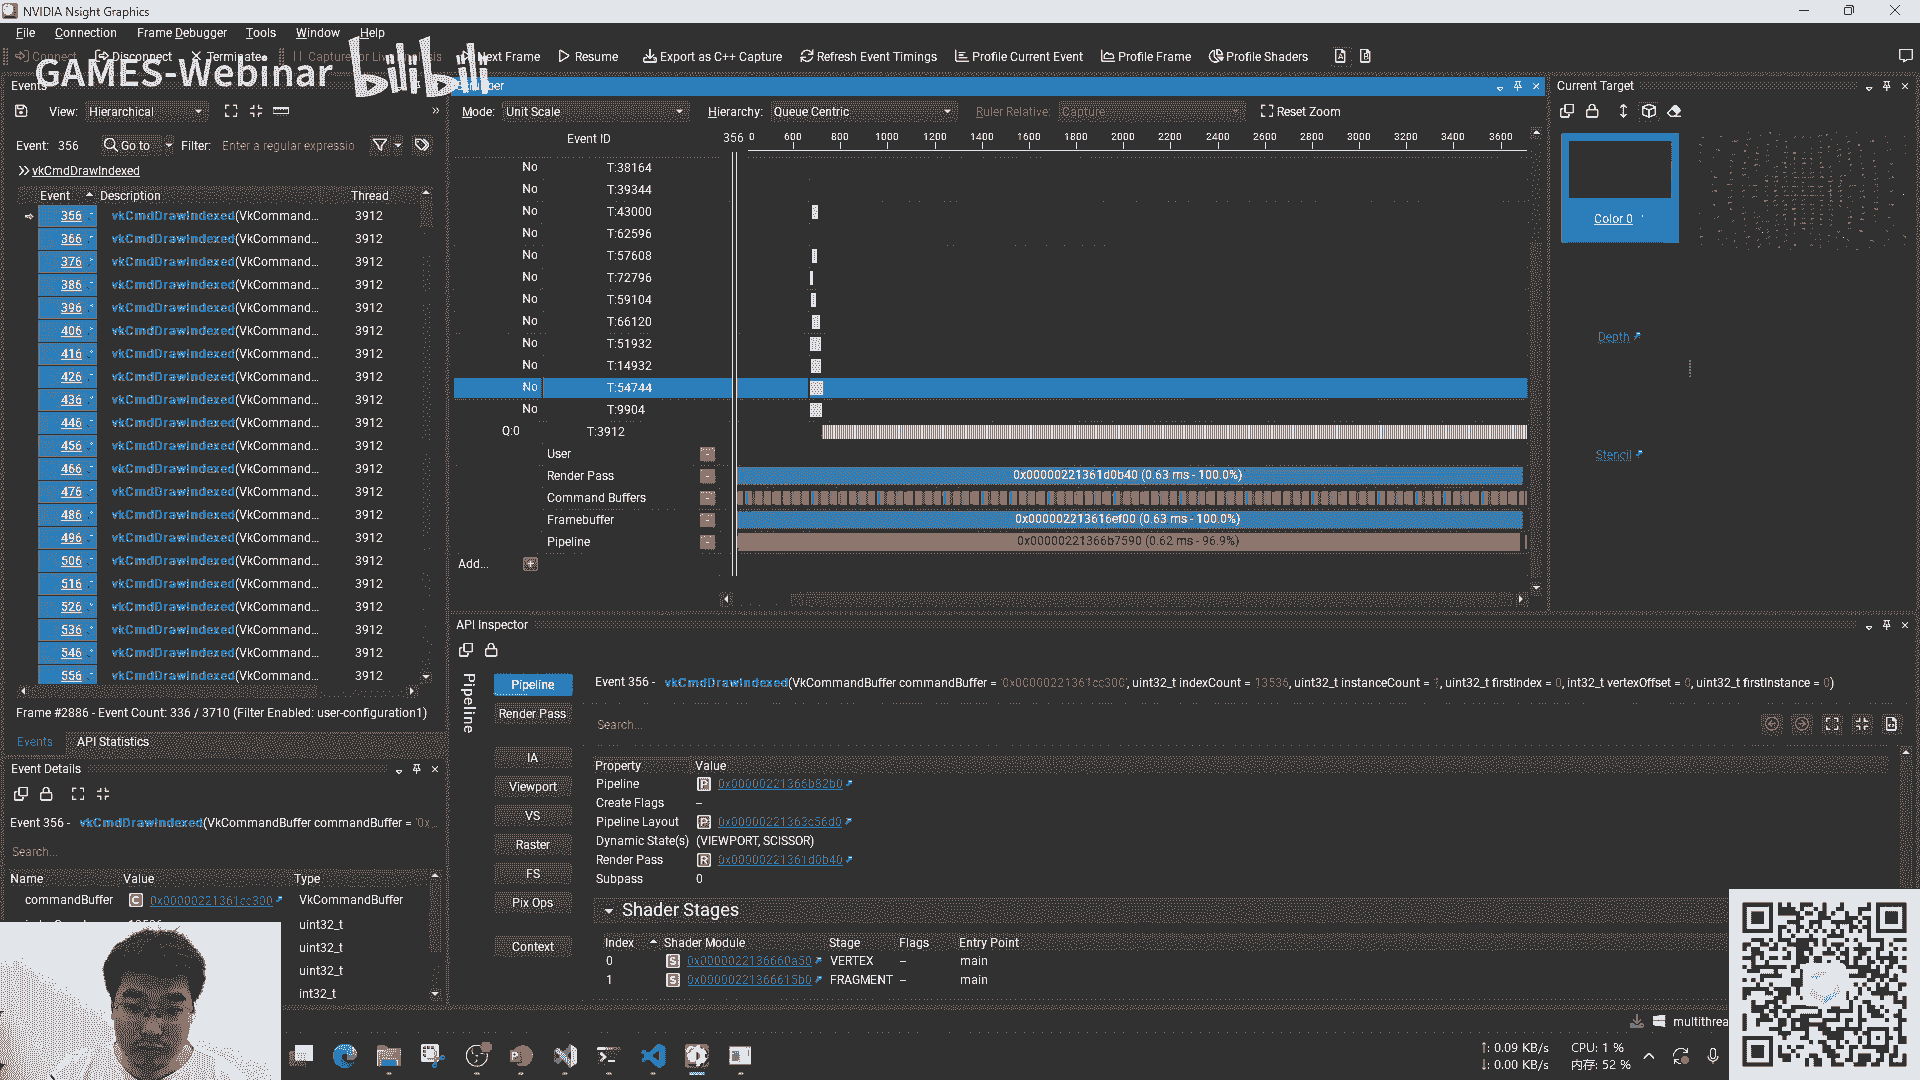 NVIDIA Nsight Graphics
File Connection Frame Debugger Tools Window Help
Connect Disconnect Terminate Next Frame Resume Export as C++ Capture Refresh Event Timings Profile Current Event Profile Frame Profile Shaders
GAMES-Webinar bilibili
Events
View: Hierarchical
Event: 356 Go to Filter: Enter a regular expressio
vkCmdDrawIndexed
Event Description Thread
356 vkCmdDrawIndexed(VkCommand... 3912
366 vkCmdDrawIndexed(VkCommand... 3912
376 vkCmdDrawIndexed(VkCommand... 3912
386 vkCmdDrawIndexed(VkCommand... 3912
396 vkCmdDrawIndexed(VkCommand... 3912
406 vkCmdDrawIndexed(VkCommand... 3912
416 vkCmdDrawIndexed(VkCommand... 3912
426 vkCmdDrawIndexed(VkCommand... 3912
436 vkCmdDrawIndexed(VkCommand... 3912
446 vkCmdDrawIndexed(VkCommand... 3912
456 vkCmdDrawIndexed(VkCommand... 3912
466 vkCmdDrawIndexed(VkCommand... 3912
476 vkCmdDrawIndexed(VkCommand... 3912
486 vkCmdDrawIndexed(VkCommand... 3912
496 vkCmdDrawIndexed(VkCommand... 3912
506 vkCmdDrawIndexed(VkCommand... 3912
516 vkCmdDrawIndexed(VkCommand... 3912
526 vkCmdDrawIndexed(VkCommand... 3912
536 vkCmdDrawIndexed(VkCommand... 3912
546 vkCmdDrawIndexed(VkCommand... 3912
556 vkCmdDrawIndexed(VkCommand... 3912
Frame #2886 - Event Count: 336 / 3710 (Filter Enabled: user-configuration1)
Events API Statistics
Event Details
Event 356 - vkCmdDrawIndexed(VkCommandBuffer commandBuffer = '0x...
Search...
Name Value Type
commandBuffer C 0x00000221361cc300 VkCommandBuffer
uint32_t
uint32_t
uint32_t
int32_t
Mode: Unit Scale Hierarchy: Queue Centric Ruler Relative: Capture Reset Zoom
Event ID 356 0 600 800 1000 1200 1400 1600 1800 2000 2200 2400 2600 2800 3000 3200 3400 3600
No T:38164
No T:39344
No T:43000
No T:62596
No T:57608
No T:72796
No T:59104
No T:66120
No T:51932
No T:14932
No T:54744
No T:9904
Q:0 T:3912
User
Render Pass 0x00000221361d0b40 (0.63 ms - 100.0%)
Command Buffers
Framebuffer 0x000002213616ef00 (0.63 ms - 100.0%)
Pipeline 0x00000221366b7590 (0.62 ms - 96.9%)
Add...
Current Target
Color 0
Depth
Stencil
API Inspector
Pipeline
Pipeline
Render Pass
IA
Viewport
VS
Raster
FS
Pix Ops
Context
Event 356 - vkCmdDrawIndexed(VkCommandBuffer commandBuffer = '0x00000221361cc300', uint32_t indexCount = 13536, uint32_t instanceCount = 1, uint32_t firstIndex = 0, int32_t vertexOffset = 0, uint32_t firstInstance = 0)
Search...
Property Value
Pipeline P 0x00000221366b82b0
Create Flags –
Pipeline Layout P 0x00000221363c56d0
Dynamic State(s) (VIEWPORT, SCISSOR)
Render Pass R 0x00000221361d0b40
Subpass 0
Shader Stages
Index Shader Module Stage Flags Entry Point
0 S 0x0000022136660a50 VERTEX – main
1 S 0x00000221366615b0 FRAGMENT – main
multithrea
↑: 0.09 KB/s CPU: 1 %
↓: 0.00 KB/s 内存: 52 %